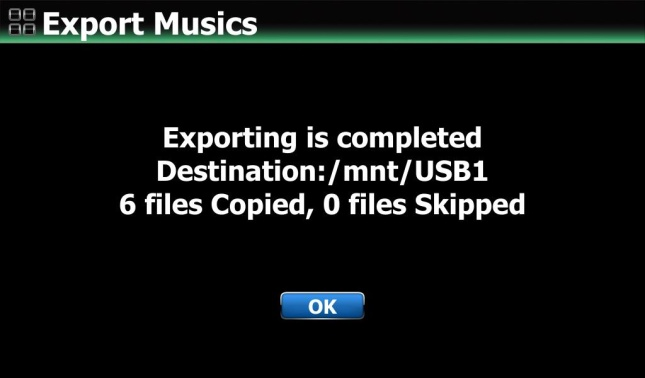 Export Musics
Exporting is completed
Destination:/mnt/USB1
6 files Copied, 0 files Skipped
OK